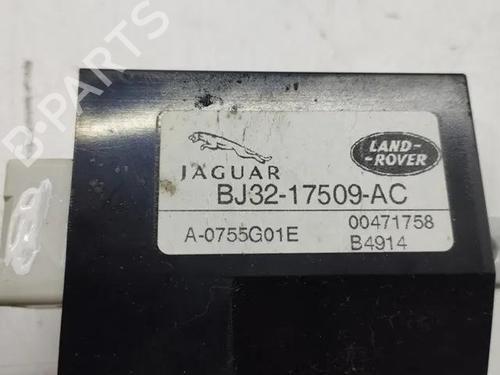 B-PARTS
JAGUAR
LAND-
-ROVER
BJ32-17509-AC
A-0755G01E
00471758
B4914